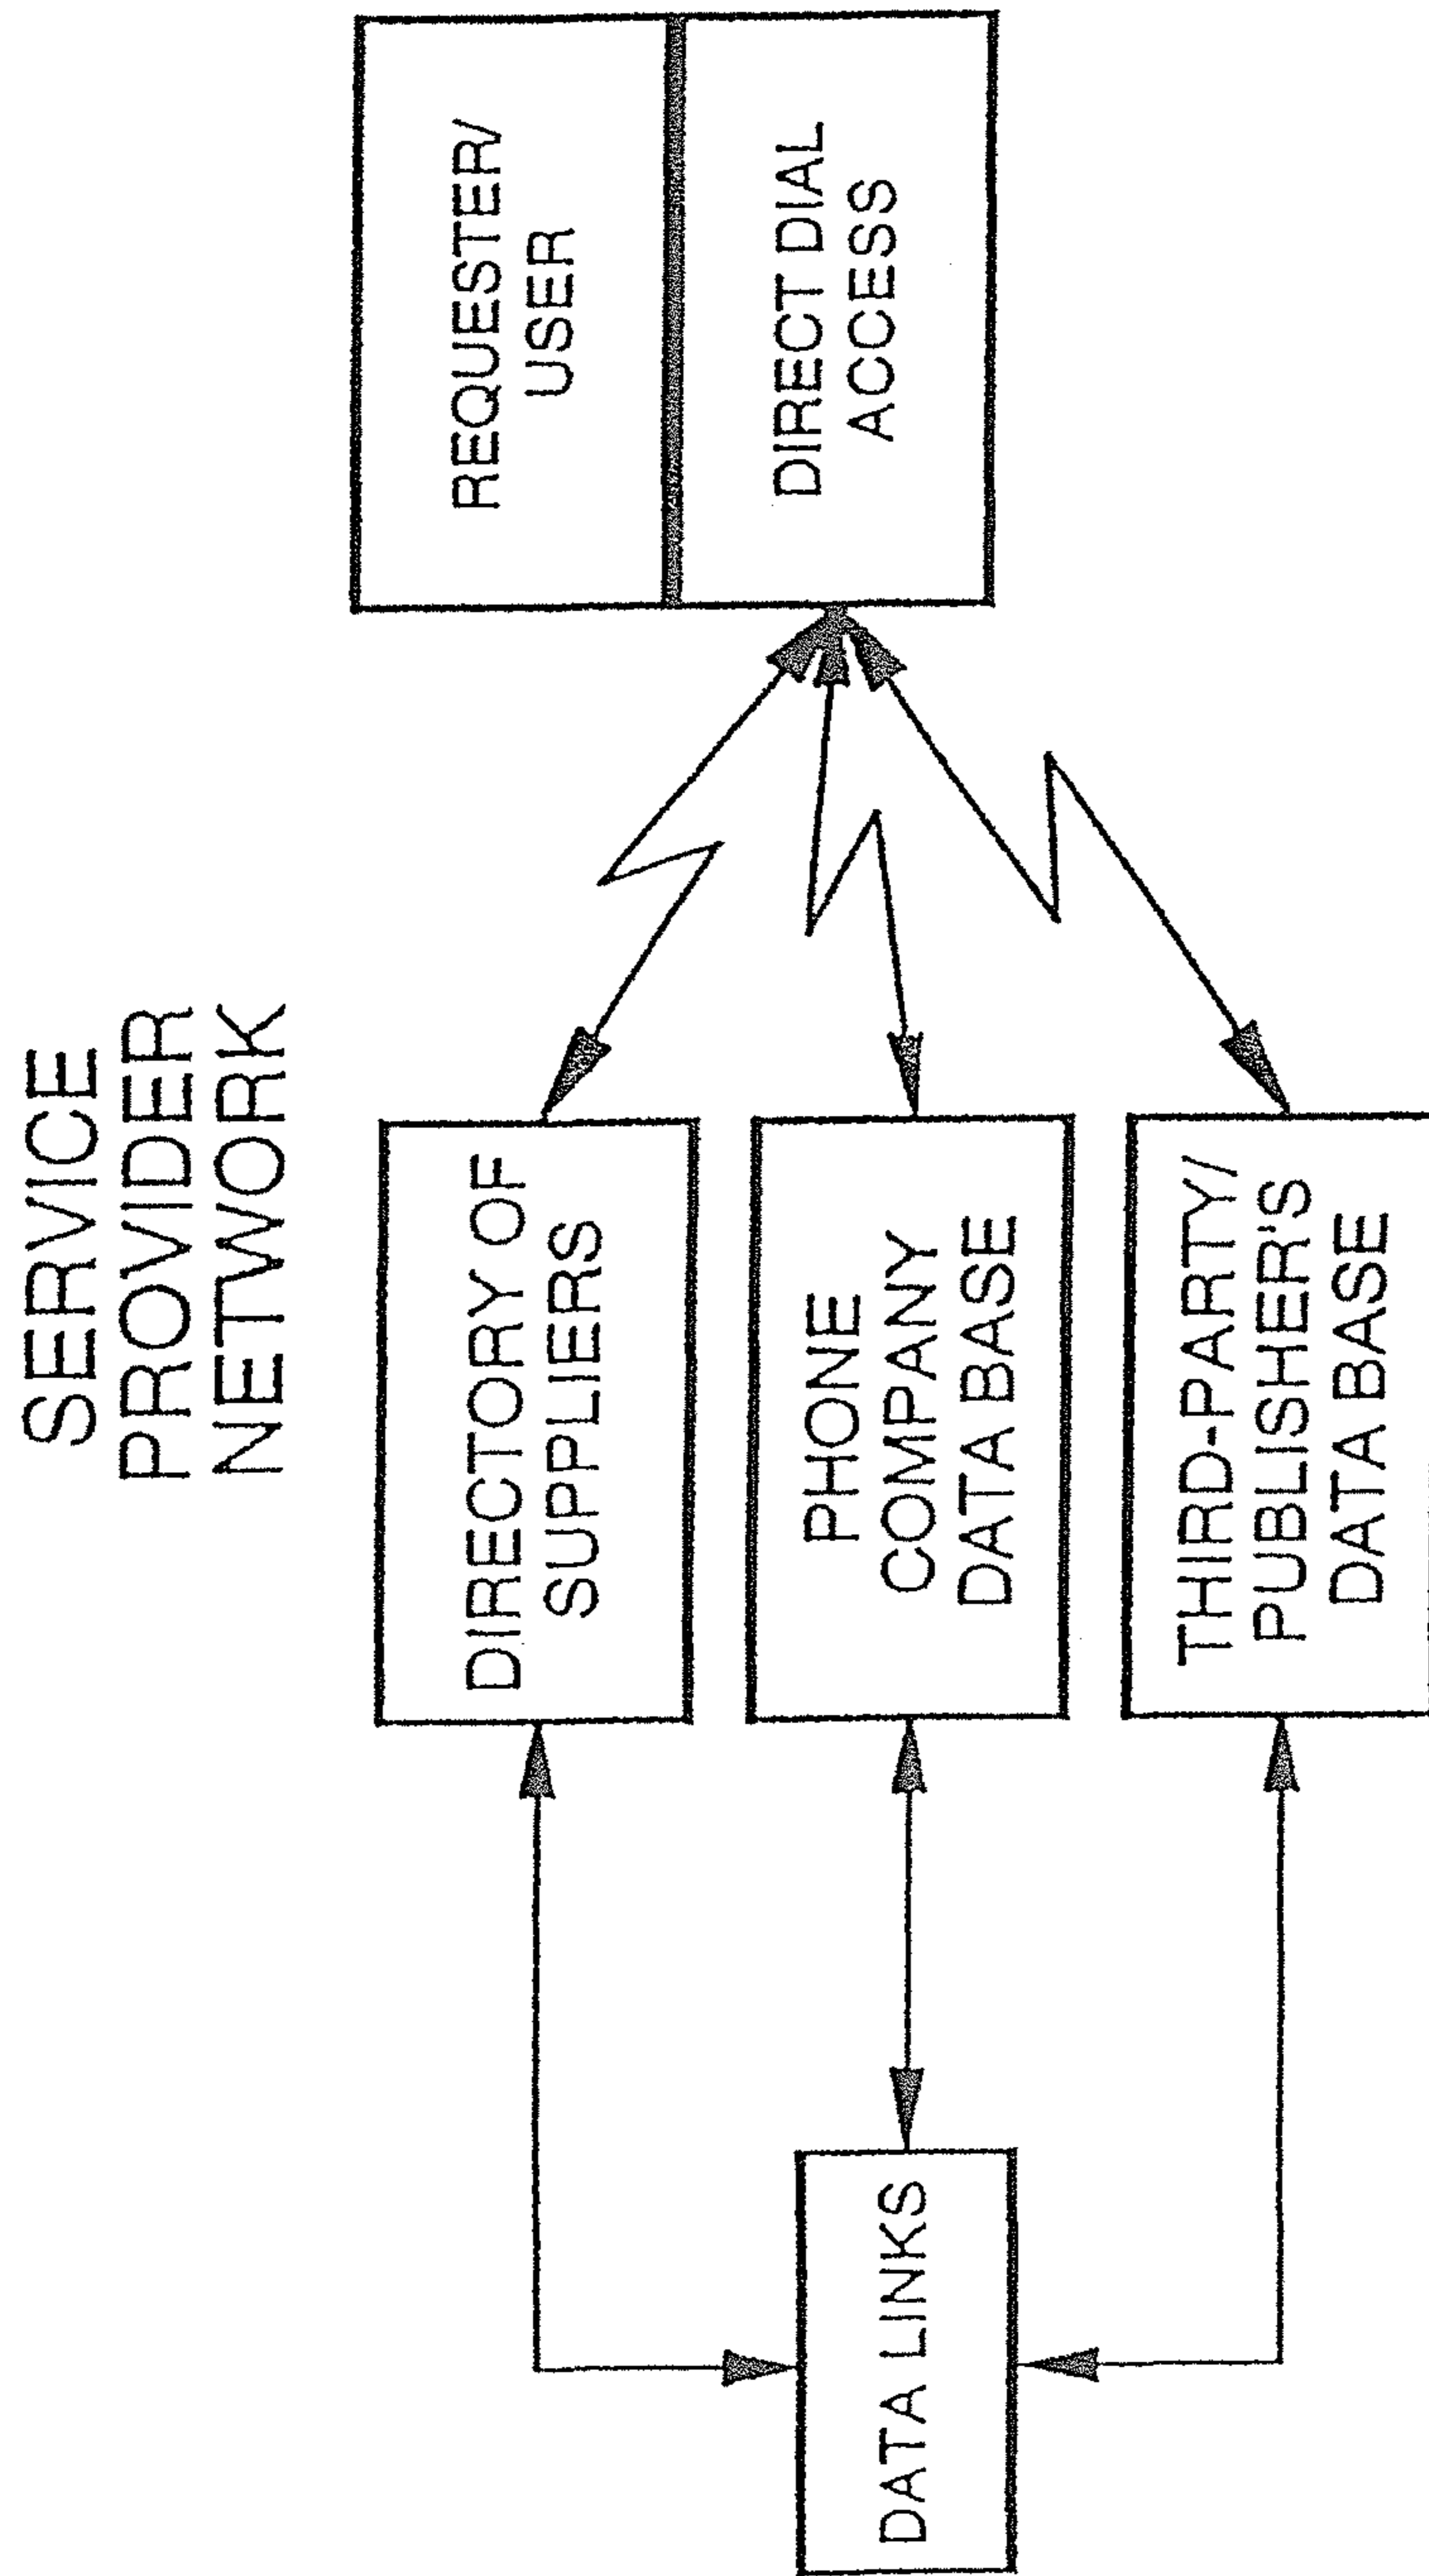 SERVICE
PROVIDER
NETWORK
DATA LINKS
DIRECTORY OF
SUPPLIERS
PHONE
COMPANY
DATA BASE
THIRD-PARTY/
PUBLISHER'S
DATA BASE
REQUESTER/
USER
DIRECT DIAL
ACCESS